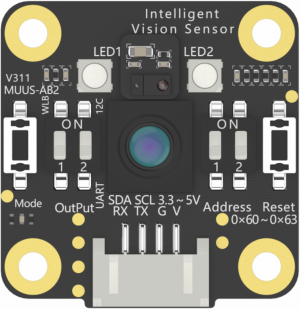 Intelligent
Vision Sensor
LED1
LED2
V311
MUUS-AB2
WLB
12C
ON
ON
1 2
1 2
UART
SDA SCL 3.3~5V
RX TX G V
Mode
OutPut
Address
Reset
0×60~0×63